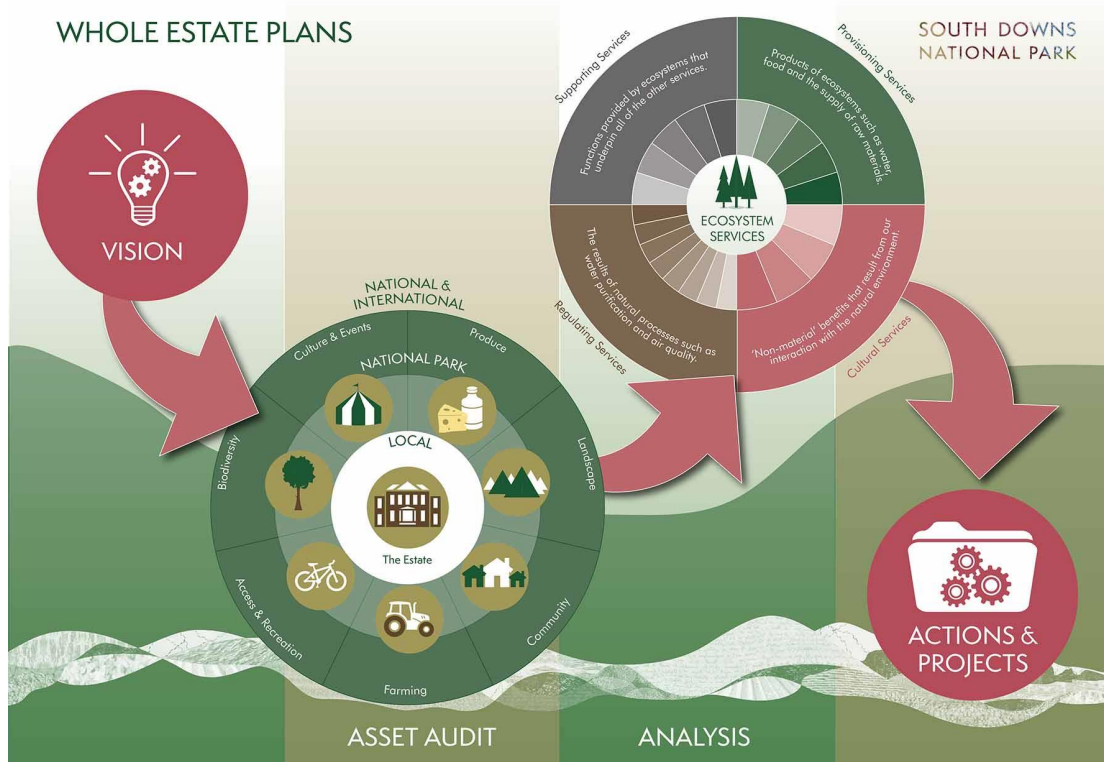 WHOLE ESTATE PLANS
SOUTH DOWNS
NATIONAL PARK
VISION
NATIONAL &
INTERNATIONAL
Culture & Events
Produce
Landscape
Community
Farming
Access & Recreation
Biodiversity
NATIONAL PARK
LOCAL
The Estate
Supporting Services
Functions provided by ecosystems that
underpin all of the other services.
Provisioning Services
Products of ecosystems such as water,
food and the supply of raw materials.
ECOSYSTEM
SERVICES
The results of natural processes such as
water purification and air quality.
Regulating Services
'Non-material' benefits that result from our
interaction with the natural environment.
Cultural Services
ACTIONS &
PROJECTS
ASSET AUDIT
ANALYSIS